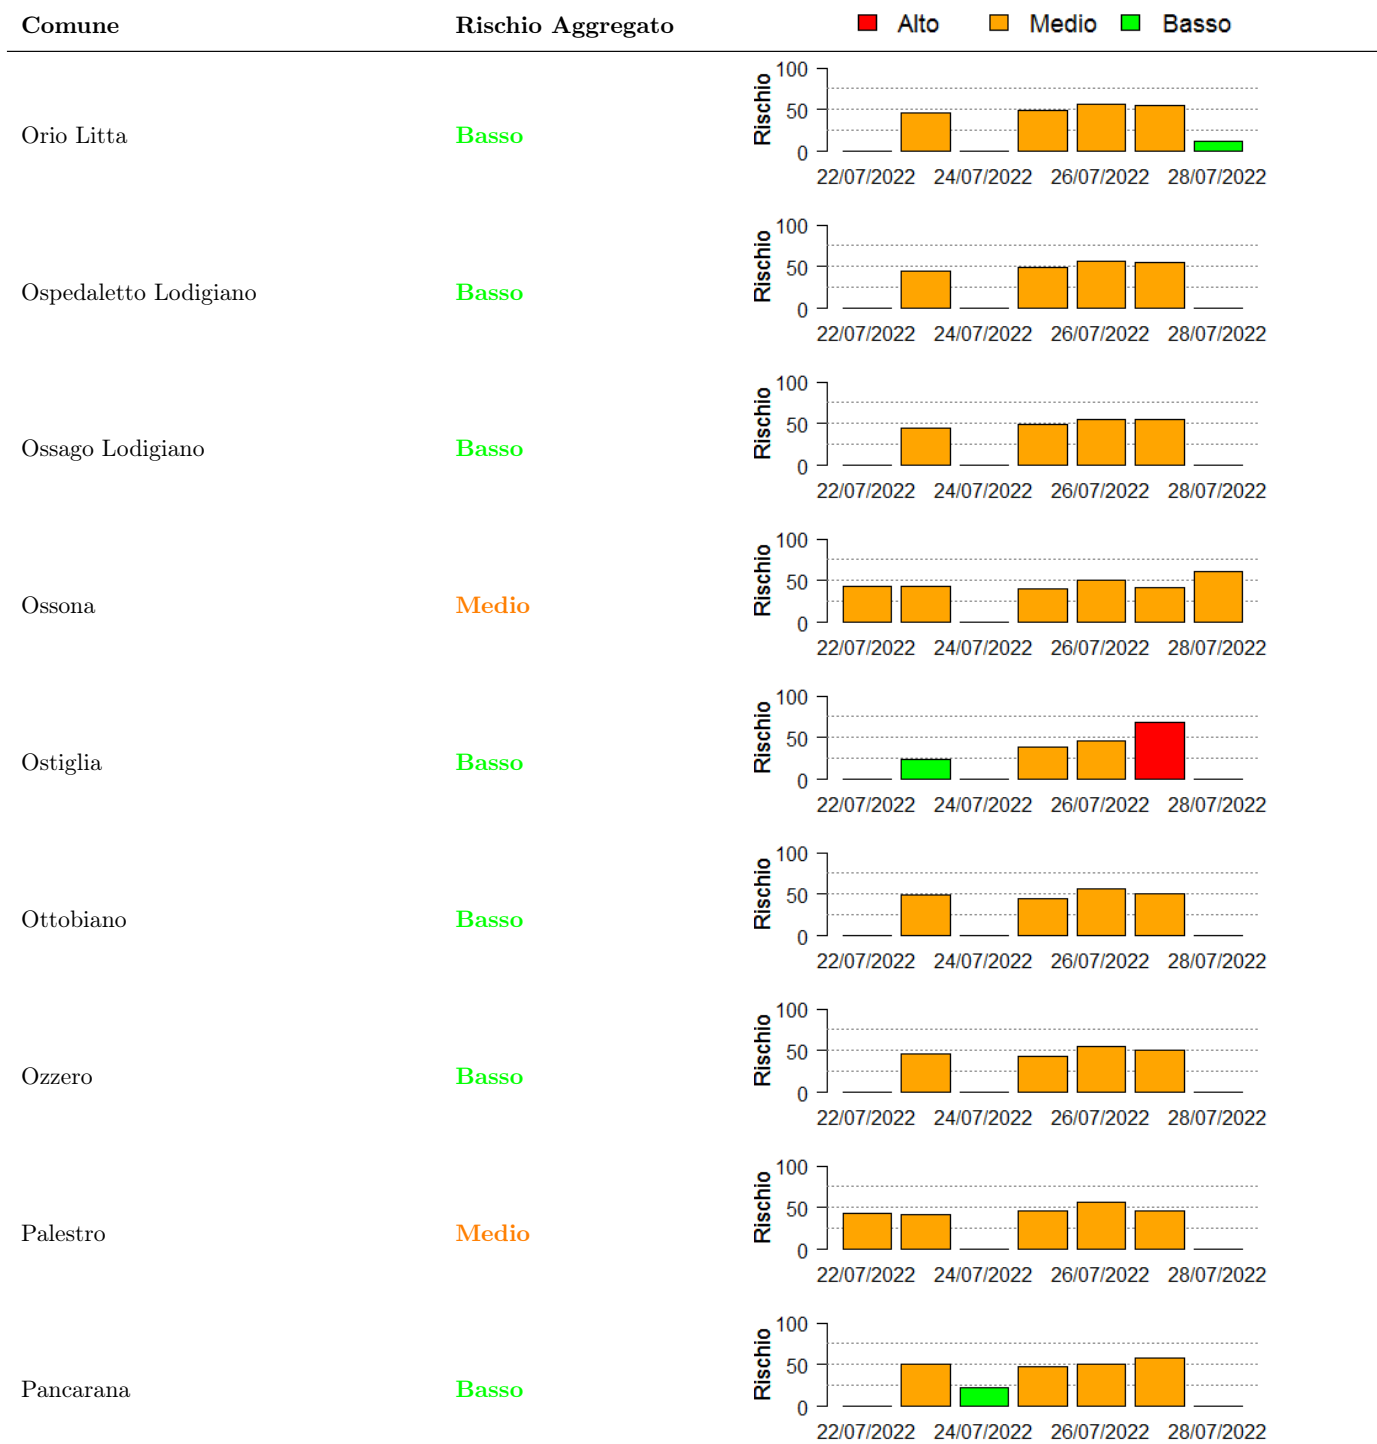 Comune Rischio Aggregato Alto Medio Basso
Orio Litta Basso Rischio 100 50 0
22/07/2022 24/07/2022 26/07/2022 28/07/2022
Ospedaletto Lodigiano Basso Rischio 100 50 0
22/07/2022 24/07/2022 26/07/2022 28/07/2022
Ossago Lodigiano Basso Rischio 100 50 0
22/07/2022 24/07/2022 26/07/2022 28/07/2022
Ossona Medio Rischio 100 50 0
22/07/2022 24/07/2022 26/07/2022 28/07/2022
Ostiglia Basso Rischio 100 50 0
22/07/2022 24/07/2022 26/07/2022 28/07/2022
Ottobiano Basso Rischio 100 50 0
22/07/2022 24/07/2022 26/07/2022 28/07/2022
Ozzero Basso Rischio 100 50 0
22/07/2022 24/07/2022 26/07/2022 28/07/2022
Palestro Medio Rischio 100 50 0
22/07/2022 24/07/2022 26/07/2022 28/07/2022
Pancarana Basso Rischio 100 50 0
22/07/2022 24/07/2022 26/07/2022 28/07/2022